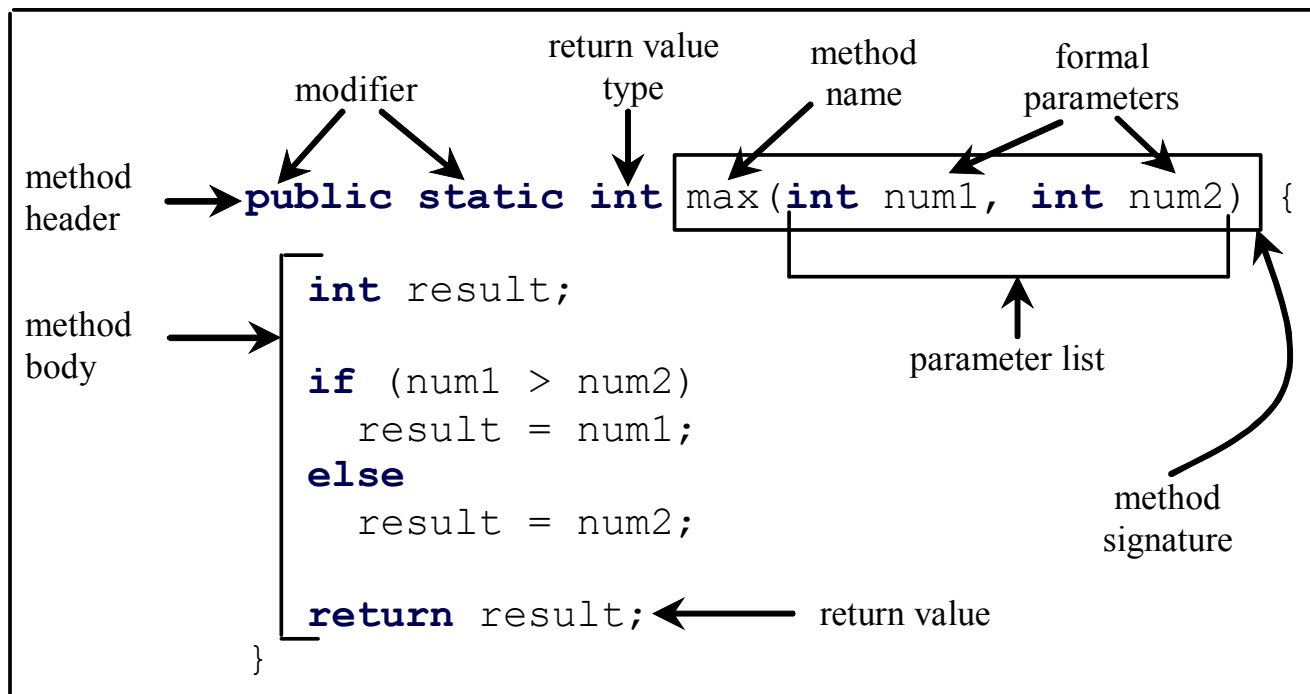 return value
type
method
name
formal
parameters
modifier
method
header
public static int max(int num1, int num2) {
int result;
method
body
parameter list
if (num1 > num2)
result = num1;
else
result = num2;
method
signature
return result;
return value
}